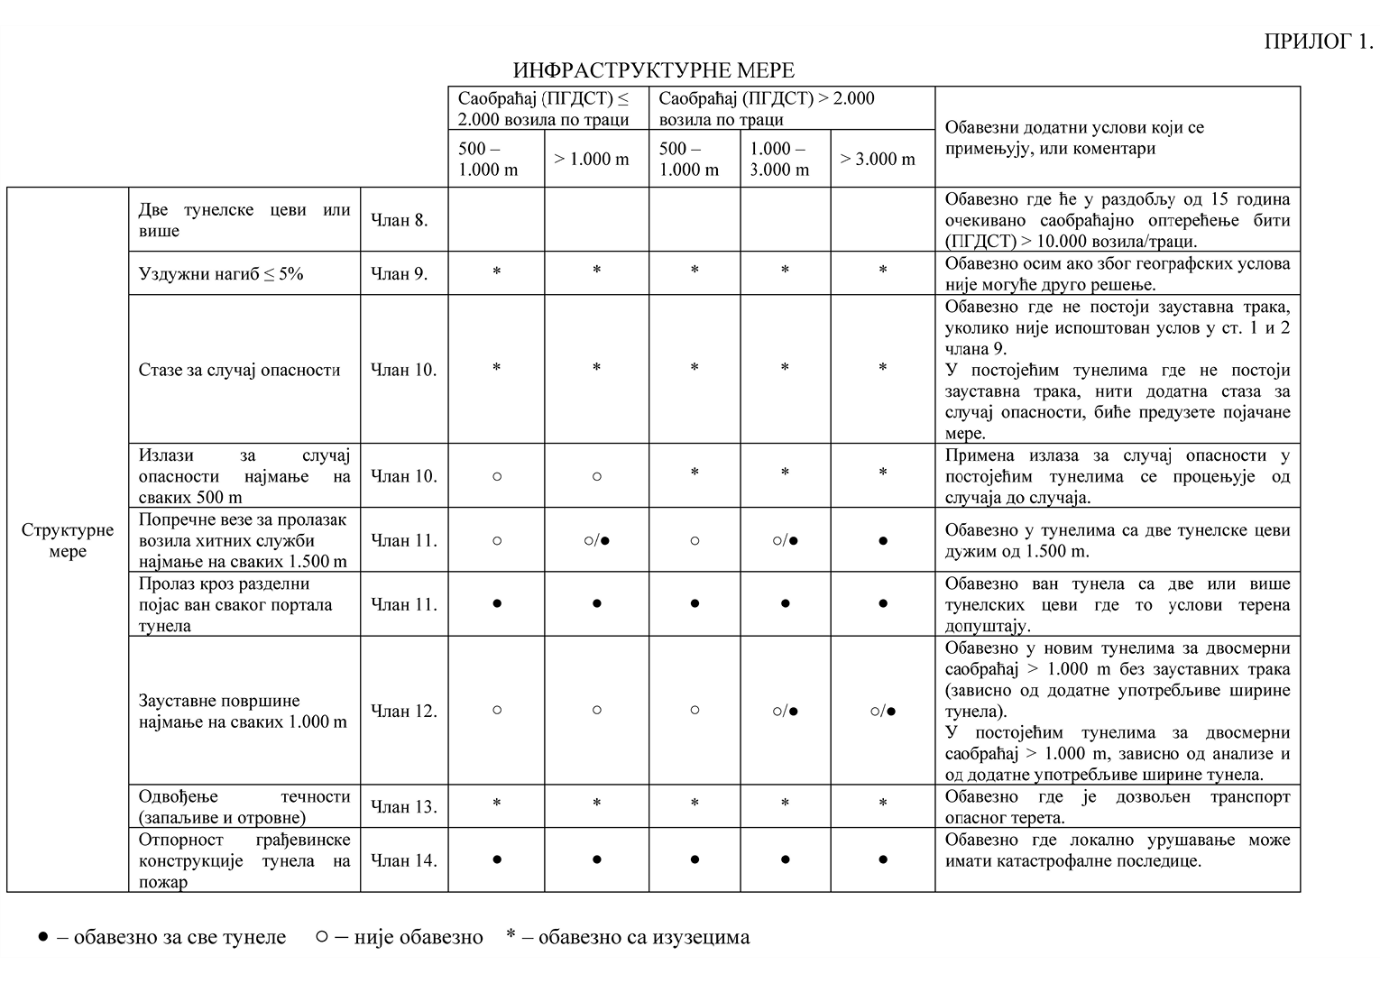 ПРИЛОГ 1.
ИНФРАСТРУКТУРНЕ МЕРЕ
Саобраћај (ПГДСТ) ≤
2.000 возила по траци
Саобраћај (ПГДСТ) > 2.000
возила по траци
Обавезни додатни услови који се
примењују, или коментари
500 –
1.000 m
> 1.000 m
500 –
1.000 m
1.000 –
3.000 m
> 3.000 m
Структурне
мере
Две тунелске цеви или
више
Члан 8.
Обавезно где ће у раздобљу од 15 година
очекивано саобраћајно оптерећење бити
(ПГДСТ) > 10.000 возила/траци.
Уздужни нагиб ≤ 5%
Члан 9.
* * * * *
Обавезно осим ако због географских услова
није могуће друго решење.
Стазе за случај опасности
Члан 10.
* * * * *
Обавезно где не постоји зауставна трака,
уколико није испоштован услов у ст. 1 и 2
члана 9.
У постојећим тунелима где не постоји
зауставна трака, нити додатна стаза за
случај опасности, биће предузете појачане
мере.
Излази за случај
опасности најмање на
сваких 500 m
Члан 10.
○ ○ * * *
Примена излаза за случај опасности у
постојећим тунелима се процењује од
случаја до случаја.
Попречне везе за пролазак
возила хитних служби
најмање на сваких 1.500 m
Члан 11.
○ ○/● ○ ○/● ●
Обавезно у тунелима са две тунелске цеви
дужим од 1.500 m.
Пролаз кроз разделни
појас ван сваког портала
тунела
Члан 11.
● ● ● ● ●
Обавезно ван тунела са две или више
тунелских цеви где то услови терена
допуштају.
Зауставне површине
најмање на сваких 1.000 m
Члан 12.
○ ○ ○ ○/● ○/●
Обавезно у новим тунелима за двосмерни
саобраћај > 1.000 m без зауставних трака
(зависно од додатне употребљиве ширине
тунела).
У постојећим тунелима за двосмерни
саобраћај > 1.000 m, зависно од анализе и
од додатне употребљиве ширине тунела.
Одвођење течности
(запаљиве и отровне)
Члан 13.
* * * * *
Обавезно где је дозвољен транспорт
опасног терета.
Отпорност грађевинске
конструкције тунела на
пожар
Члан 14.
● ● ● ● ●
Обавезно где локално урушавање може
имати катастрофалне последице.
● – обавезно за све тунеле ○ – није обавезно * – обавезно са изузецима